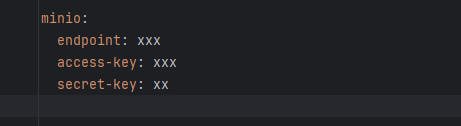 minio:
  endpoint: xxx
  access-key: xxx
  secret-key: xx